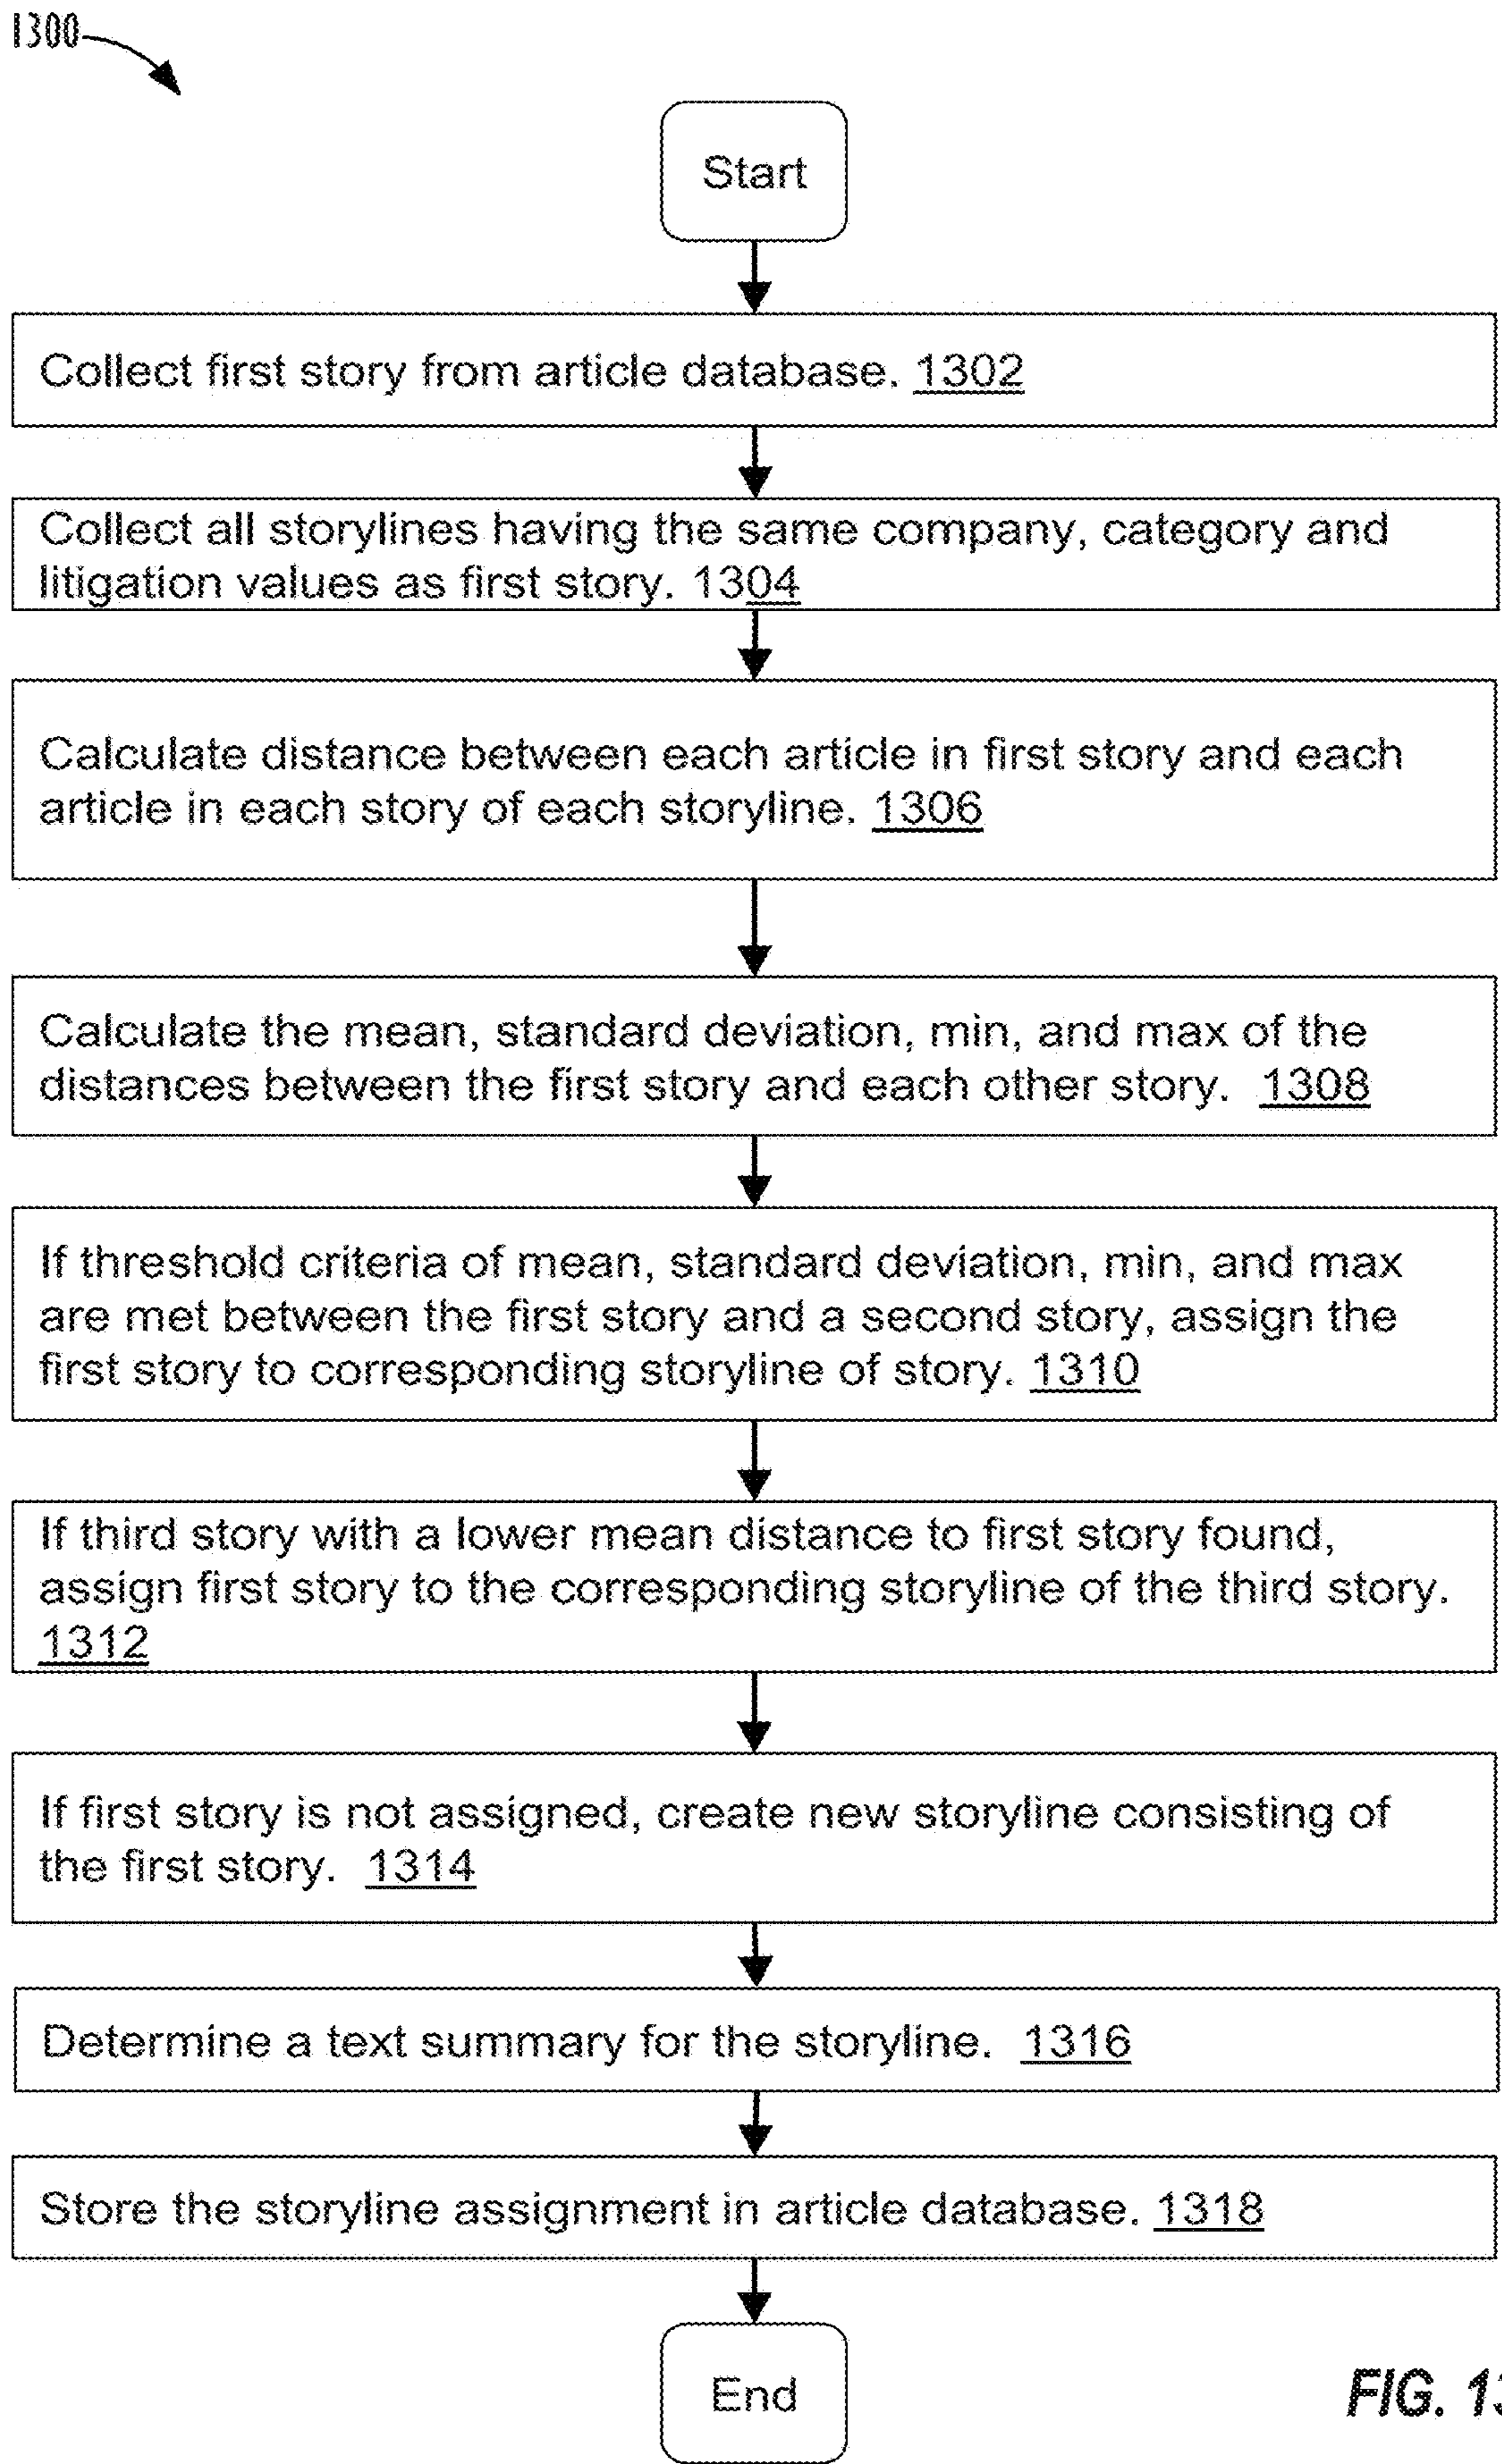 1300
Start
Collect first story from article database. 1302
Collect all storylines having the same company, category and
litigation values as first story. 1304
Calculate distance between each article in first story and each
article in each story of each storyline. 1306
Calculate the mean, standard deviation, min, and max of the
distances between the first story and each other story. 1308
If threshold criteria of mean, standard deviation, min, and max
are met between the first story and a second story, assign the
first story to corresponding storyline of story. 1310
If third story with a lower mean distance to first story found,
assign first story to the corresponding storyline of the third story.
1312
If first story is not assigned, create new storyline consisting of
the first story. 1314
Determine a text summary for the storyline. 1316
Store the storyline assignment in article database. 1318
End
FIG. 13